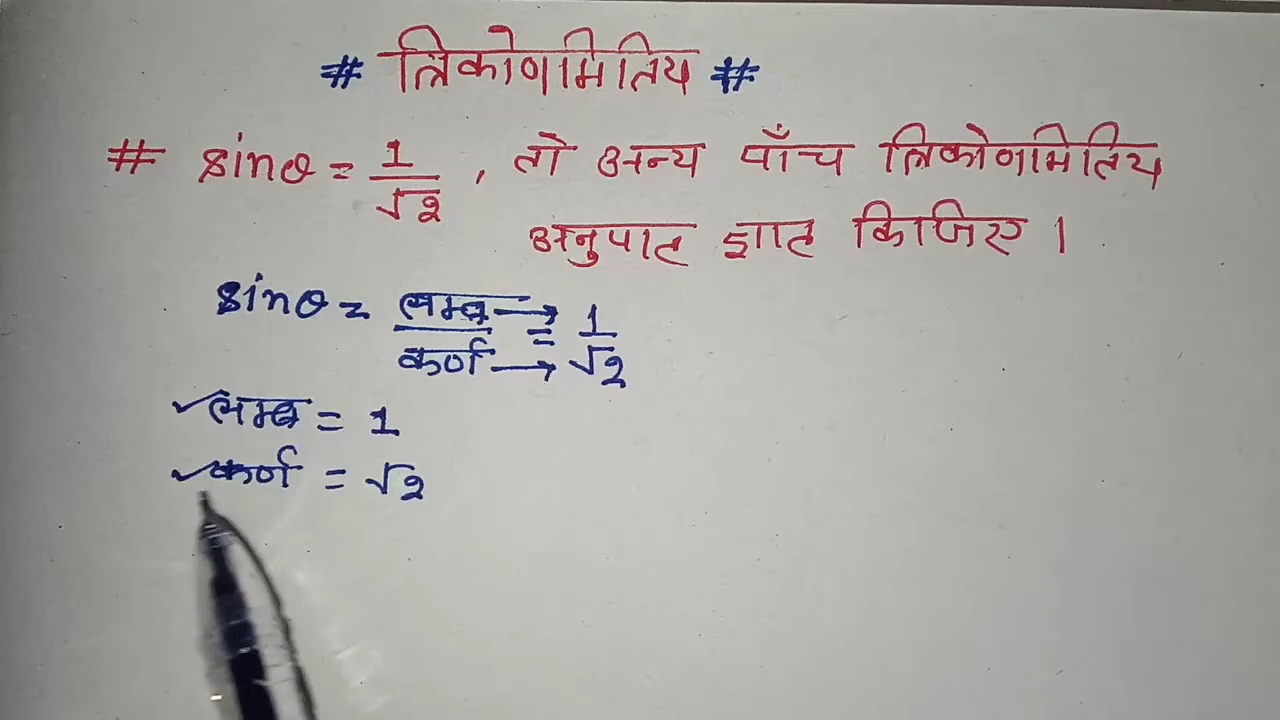 # त्रिकोणमितिय #
# sinθ = 1/√2 , तो अन्य पाँच त्रिकोणमितिय
अनुपात ज्ञात किजिए ।
sinθ = लम्ब/कर्ण → = → 1/√2
✓लम्ब = 1
✓कर्ण = √2